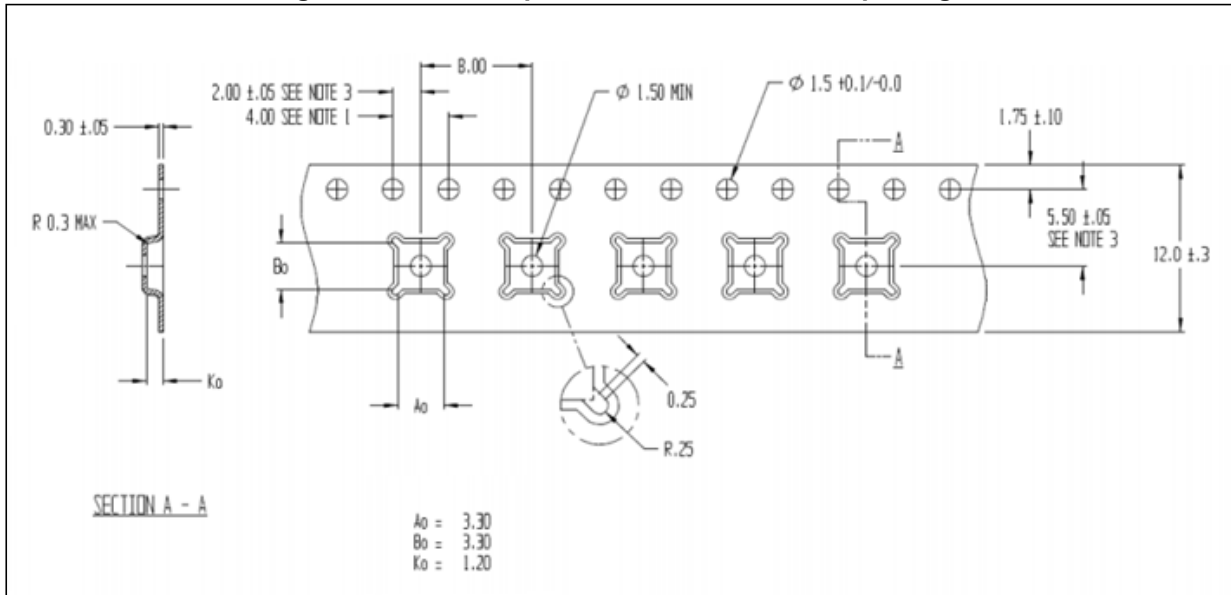 8.00
2.00 ±.05 SEE NOTE 3
4.00 SEE NOTE 1
Ø 1.50 MIN
Ø 1.5 +0.1/-0.0
0.30 ±.05
1.75 ±.10
A
R 0.3 MAX
5.50 ±.05
SEE NOTE 3
12.0 ±.3
Bo
A
Ko
Ao
0.25
R.25
SECTION A - A
Ao = 3.30
Bo = 3.30
Ko = 1.20